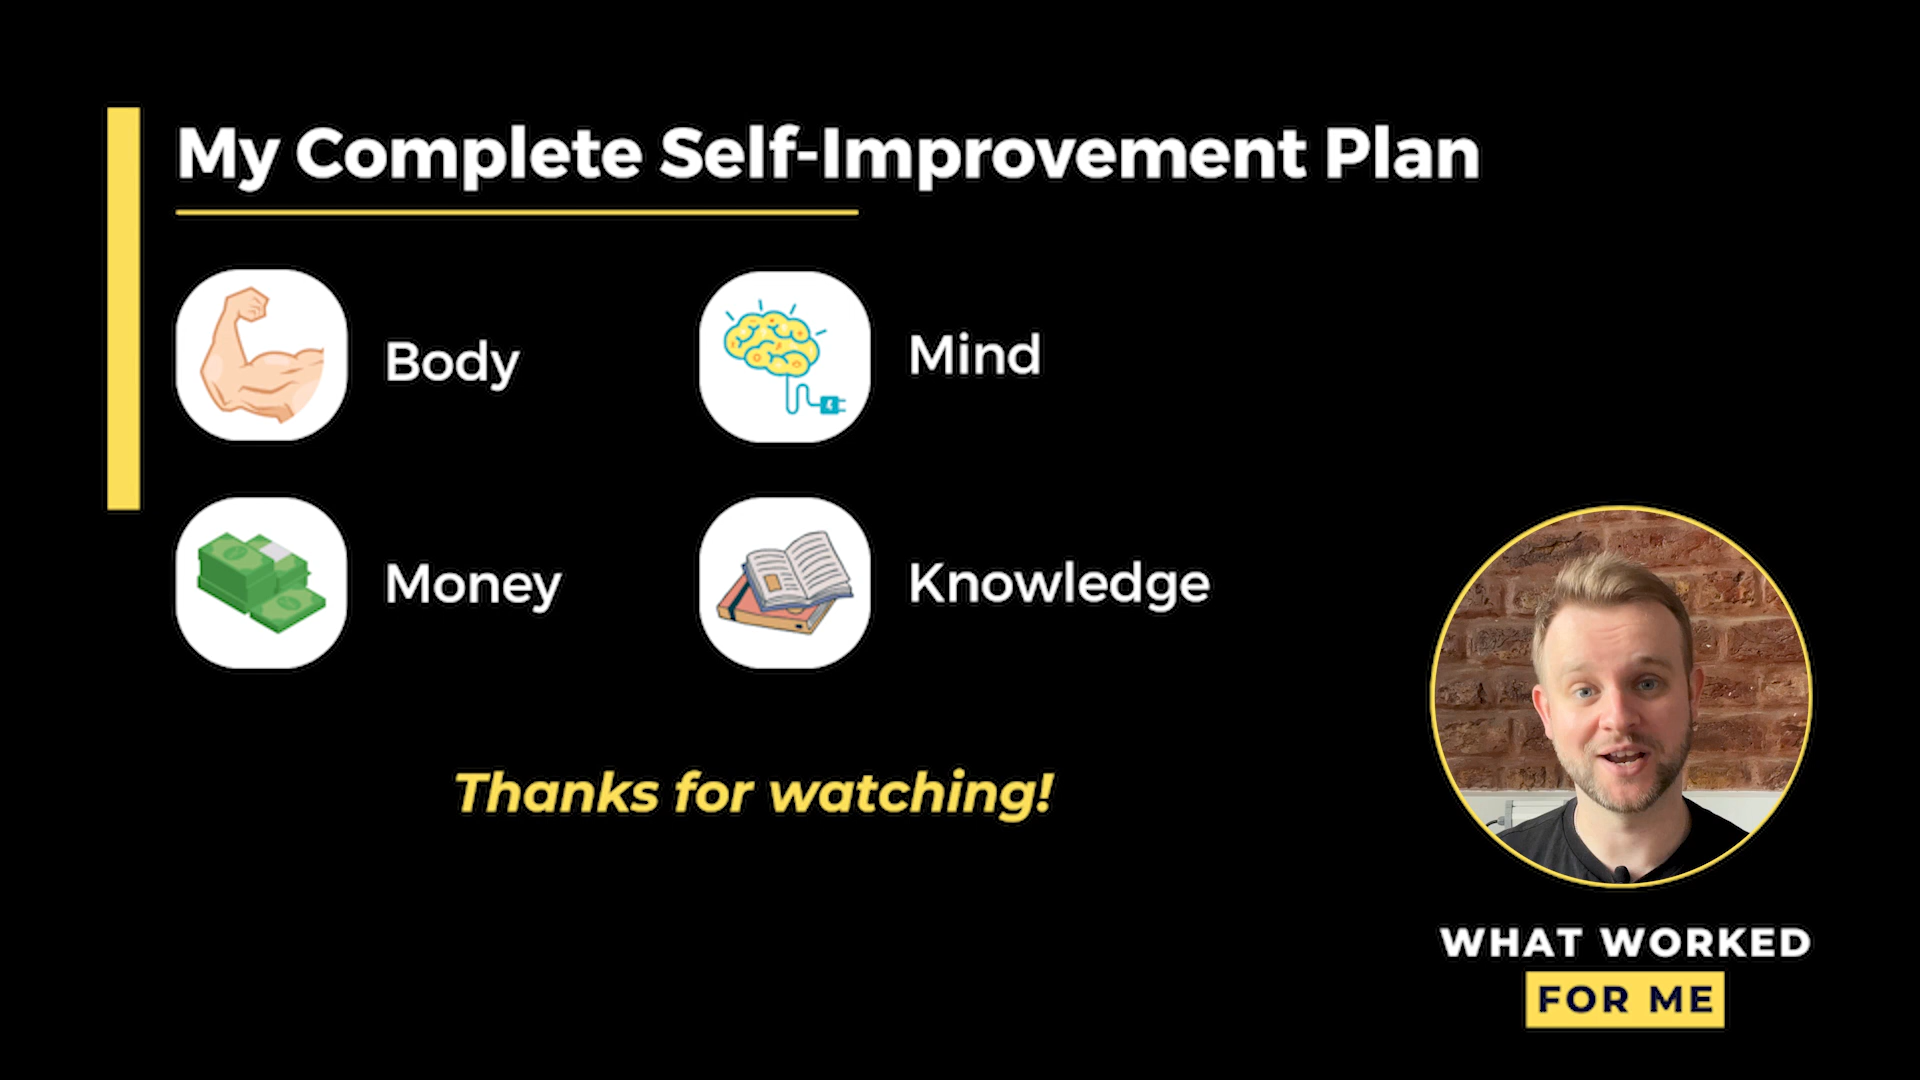 My Complete Self-Improvement Plan
Body
Mind
Money
Knowledge
Thanks for watching!
WHAT WORKED
FOR ME